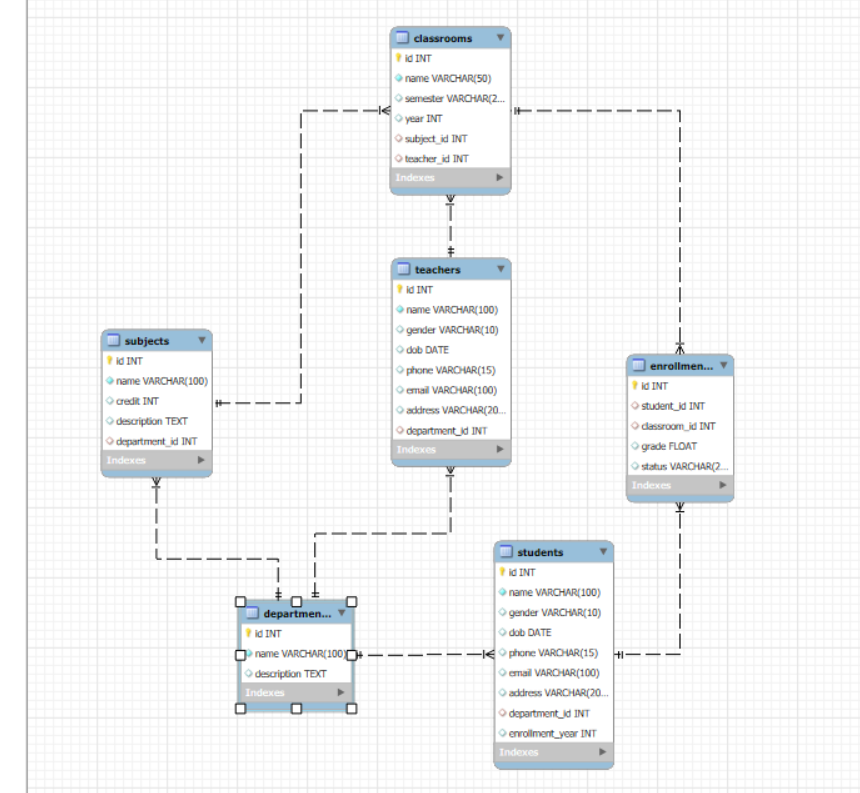 classrooms
id INT
name VARCHAR(50)
semester VARCHAR(2...
year INT
subject_id INT
teacher_id INT
Indexes
teachers
id INT
name VARCHAR(100)
gender VARCHAR(10)
dob DATE
phone VARCHAR(15)
email VARCHAR(100)
address VARCHAR(20...
department_id INT
Indexes
subjects
id INT
name VARCHAR(100)
credit INT
description TEXT
department_id INT
Indexes
enrollmen...
id INT
student_id INT
classroom_id INT
grade FLOAT
status VARCHAR(2...
Indexes
students
id INT
name VARCHAR(100)
gender VARCHAR(10)
dob DATE
phone VARCHAR(15)
email VARCHAR(100)
address VARCHAR(20...
department_id INT
enrollment_year INT
Indexes
departmen...
id INT
name VARCHAR(100)
description TEXT
Indexes